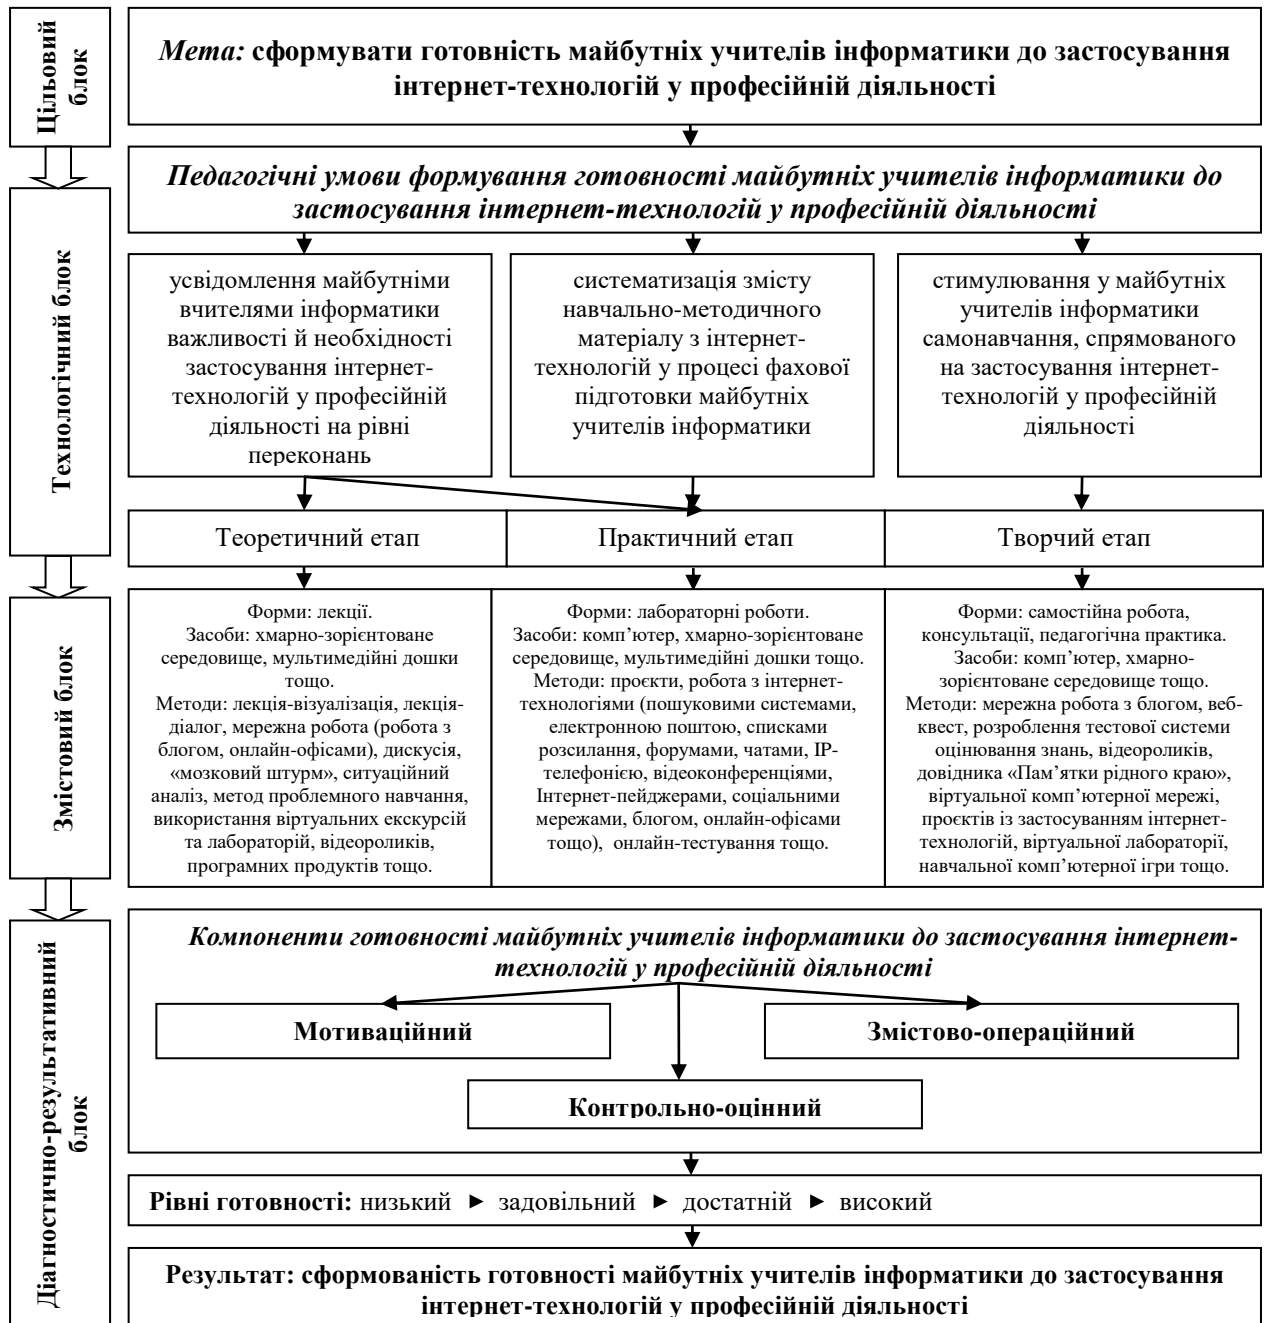 Цільовий
блок
Мета: сформувати готовність майбутніх учителів інформатики до застосування
інтернет-технологій у професійній діяльності
Технологічний блок
Педагогічні умови формування готовності майбутніх учителів інформатики до
застосування інтернет-технологій у професійній діяльності
усвідомлення майбутніми
вчителями інформатики
важливості й необхідності
застосування інтернет-
технологій у професійній
діяльності на рівні
переконань
систематизація змісту
навчально-методичного
матеріалу з інтернет-
технологій у процесі фахової
підготовки майбутніх
учителів інформатики
стимулювання у майбутніх
учителів інформатики
самонавчання, спрямованого
на застосування інтернет-
технологій у професійній
діяльності
Теоретичний етап
Практичний етап
Творчий етап
Змістовий блок
Форми: лекції.
Засоби: хмарно-зорієнтоване
середовище, мультимедійні дошки
тощо.
Методи: лекція-візуалізація, лекція-
діалог, мережна робота (робота з
блогом, онлайн-офісами), дискусія,
«мозковий штурм», ситуаційний
аналіз, метод проблемного навчання,
використання віртуальних екскурсій
та лабораторій, відеороликів,
програмних продуктів тощо.
Форми: лабораторні роботи.
Засоби: комп’ютер, хмарно-зорієнтоване
середовище, мультимедійні дошки тощо.
Методи: проєкти, робота з інтернет-
технологіями (пошуковими системами,
електронною поштою, списками
розсилання, форумами, чатами, ІР-
телефонією, відеоконференціями,
Інтернет-пейджерами, соціальними
мережами, блогом, онлайн-офісами
тощо), онлайн-тестування тощо.
Форми: самостійна робота,
консультації, педагогічна практика.
Засоби: комп’ютер, хмарно-
зорієнтоване середовище тощо.
Методи: мережна робота з блогом, веб-
квест, розроблення тестової системи
оцінювання знань, відеороликів,
довідника «Пам’ятки рідного краю»,
віртуальної комп’ютерної мережі,
проєктів із застосуванням інтернет-
технологій, віртуальної лабораторії,
навчальної комп’ютерної ігри тощо.
Діагностично-результативний
блок
Компоненти готовності майбутніх учителів інформатики до застосування інтернет-
технологій у професійній діяльності
Мотиваційний
Змістово-операційний
Контрольно-оцінний
Рівні готовності: низький ► задовільний ► достатній ► високий
Результат: сформованість готовності майбутніх учителів інформатики до застосування
інтернет-технологій у професійній діяльності